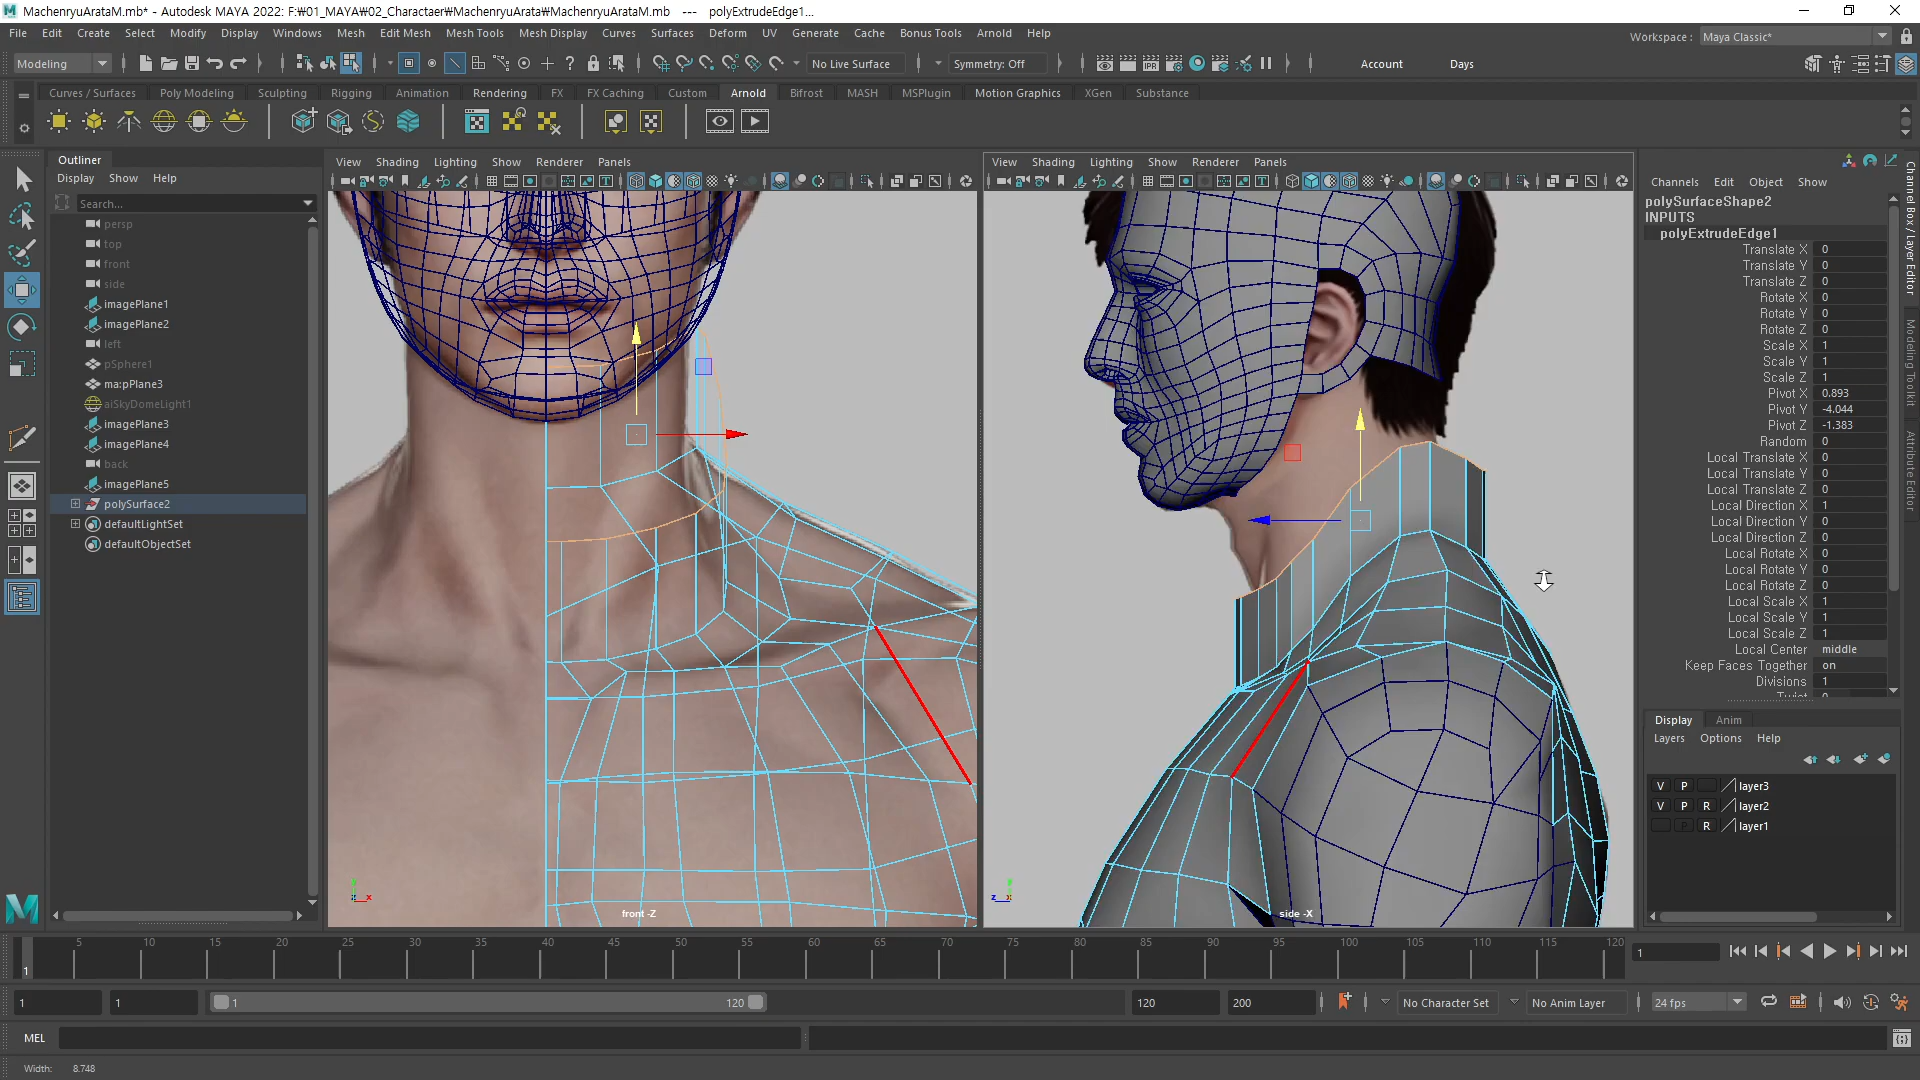 MachenryuArataM.mb* - Autodesk MAYA 2022: F:₩01_MAYA₩02_Charactaer₩MachenryuArata₩MachenryuArataM.mb   ---   polyExtrudeEdge1...
File Edit Create Select Modify Display Windows Mesh Edit Mesh Mesh Tools Mesh Display Curves Surfaces Deform UV Generate Cache Bonus Tools Arnold Help
Workspace : Maya Classic*
Modeling No Live Surface Symmetry: Off Account Days
Curves / Surfaces Poly Modeling Sculpting Rigging Animation Rendering FX FX Caching Custom Arnold Bifrost MASH MSPlugin Motion Graphics XGen Substance
Outliner
Display Show Help
Search...
persp
top
front
side
imagePlane1
imagePlane2
left
pSphere1
ma:pPlane3
aiSkyDomeLight1
imagePlane3
imagePlane4
back
imagePlane5
polySurface2
defaultLightSet
defaultObjectSet
View Shading Lighting Show Renderer Panels
front -Z
View Shading Lighting Show Renderer Panels
side -X
Channels Edit Object Show
polySurfaceShape2
INPUTS
polyExtrudeEdge1
Translate X 0
Translate Y 0
Translate Z 0
Rotate X 0
Rotate Y 0
Rotate Z 0
Scale X 1
Scale Y 1
Scale Z 1
Pivot X 0.893
Pivot Y -4.044
Pivot Z -1.383
Random 0
Local Translate X 0
Local Translate Y 0
Local Translate Z 0
Local Direction X 1
Local Direction Y 0
Local Direction Z 0
Local Rotate X 0
Local Rotate Y 0
Local Rotate Z 0
Local Scale X 1
Local Scale Y 1
Local Scale Z 1
Local Center middle
Keep Faces Together on
Divisions 1
Display Anim
Layers Options Help
V P layer3
V P R layer2
P R layer1
Channel Box / Layer Editor
Modeling Toolkit
Attribute Editor
5 10 15 20 25 30 35 40 45 50 55 60 65 70 75 80 85 90 95 100 105 110 115 120
1
1
1 1 1 120 120 200 No Character Set No Anim Layer 24 fps
MEL
Width: 8.748